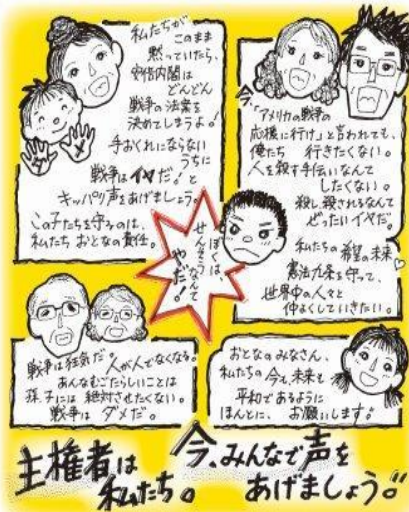 私たちが
このまま
黙っていたら、
安倍内閣は
どんどん
戦争の法案を
決めてしまうよ！
手おくれにならない
うちに
戦争はイヤだ！と
キッパリ声をあげましょう。
この子たちを守るのは、
私たち おとなの責任。
今、「アメリカの戦争の
応援に行け」と言われても、
俺たち 行きたくない。
人を殺す手伝いなんて
したくない。
殺し、殺されるなんて
ぜったいイヤだ。
ぼくは
せんそう
なんて
やだ！
私たちの希望の未来
憲法九条を守って、
世界中の人々と
仲よくしていきたい。
戦争は狂気だ。人が人でなくなる。
あんなむごたらしいことは
孫子には絶対させたくない。
戦争は ダメだ。
おとなのみなさん、
私たちの 今も、未来も
平和であるように
ほんとに、お願いします。
主権者は
私たち。
今、みんなで声を
あげましょう。